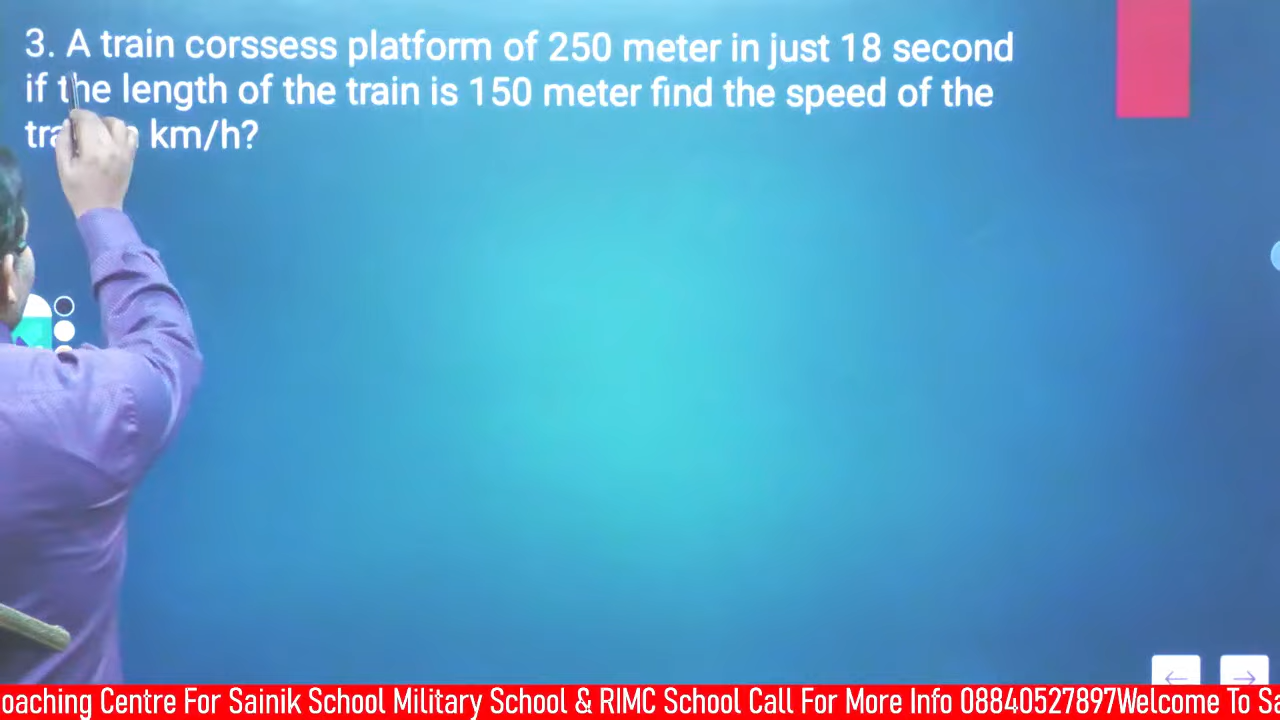 3. A train corssess platform of 250 meter in just 18 second
if the length of the train is 150 meter find the speed of the
km/h?
oaching Centre For Sainik School Military School & RIMC School Call For More Info 08840527897Welcome To Sa